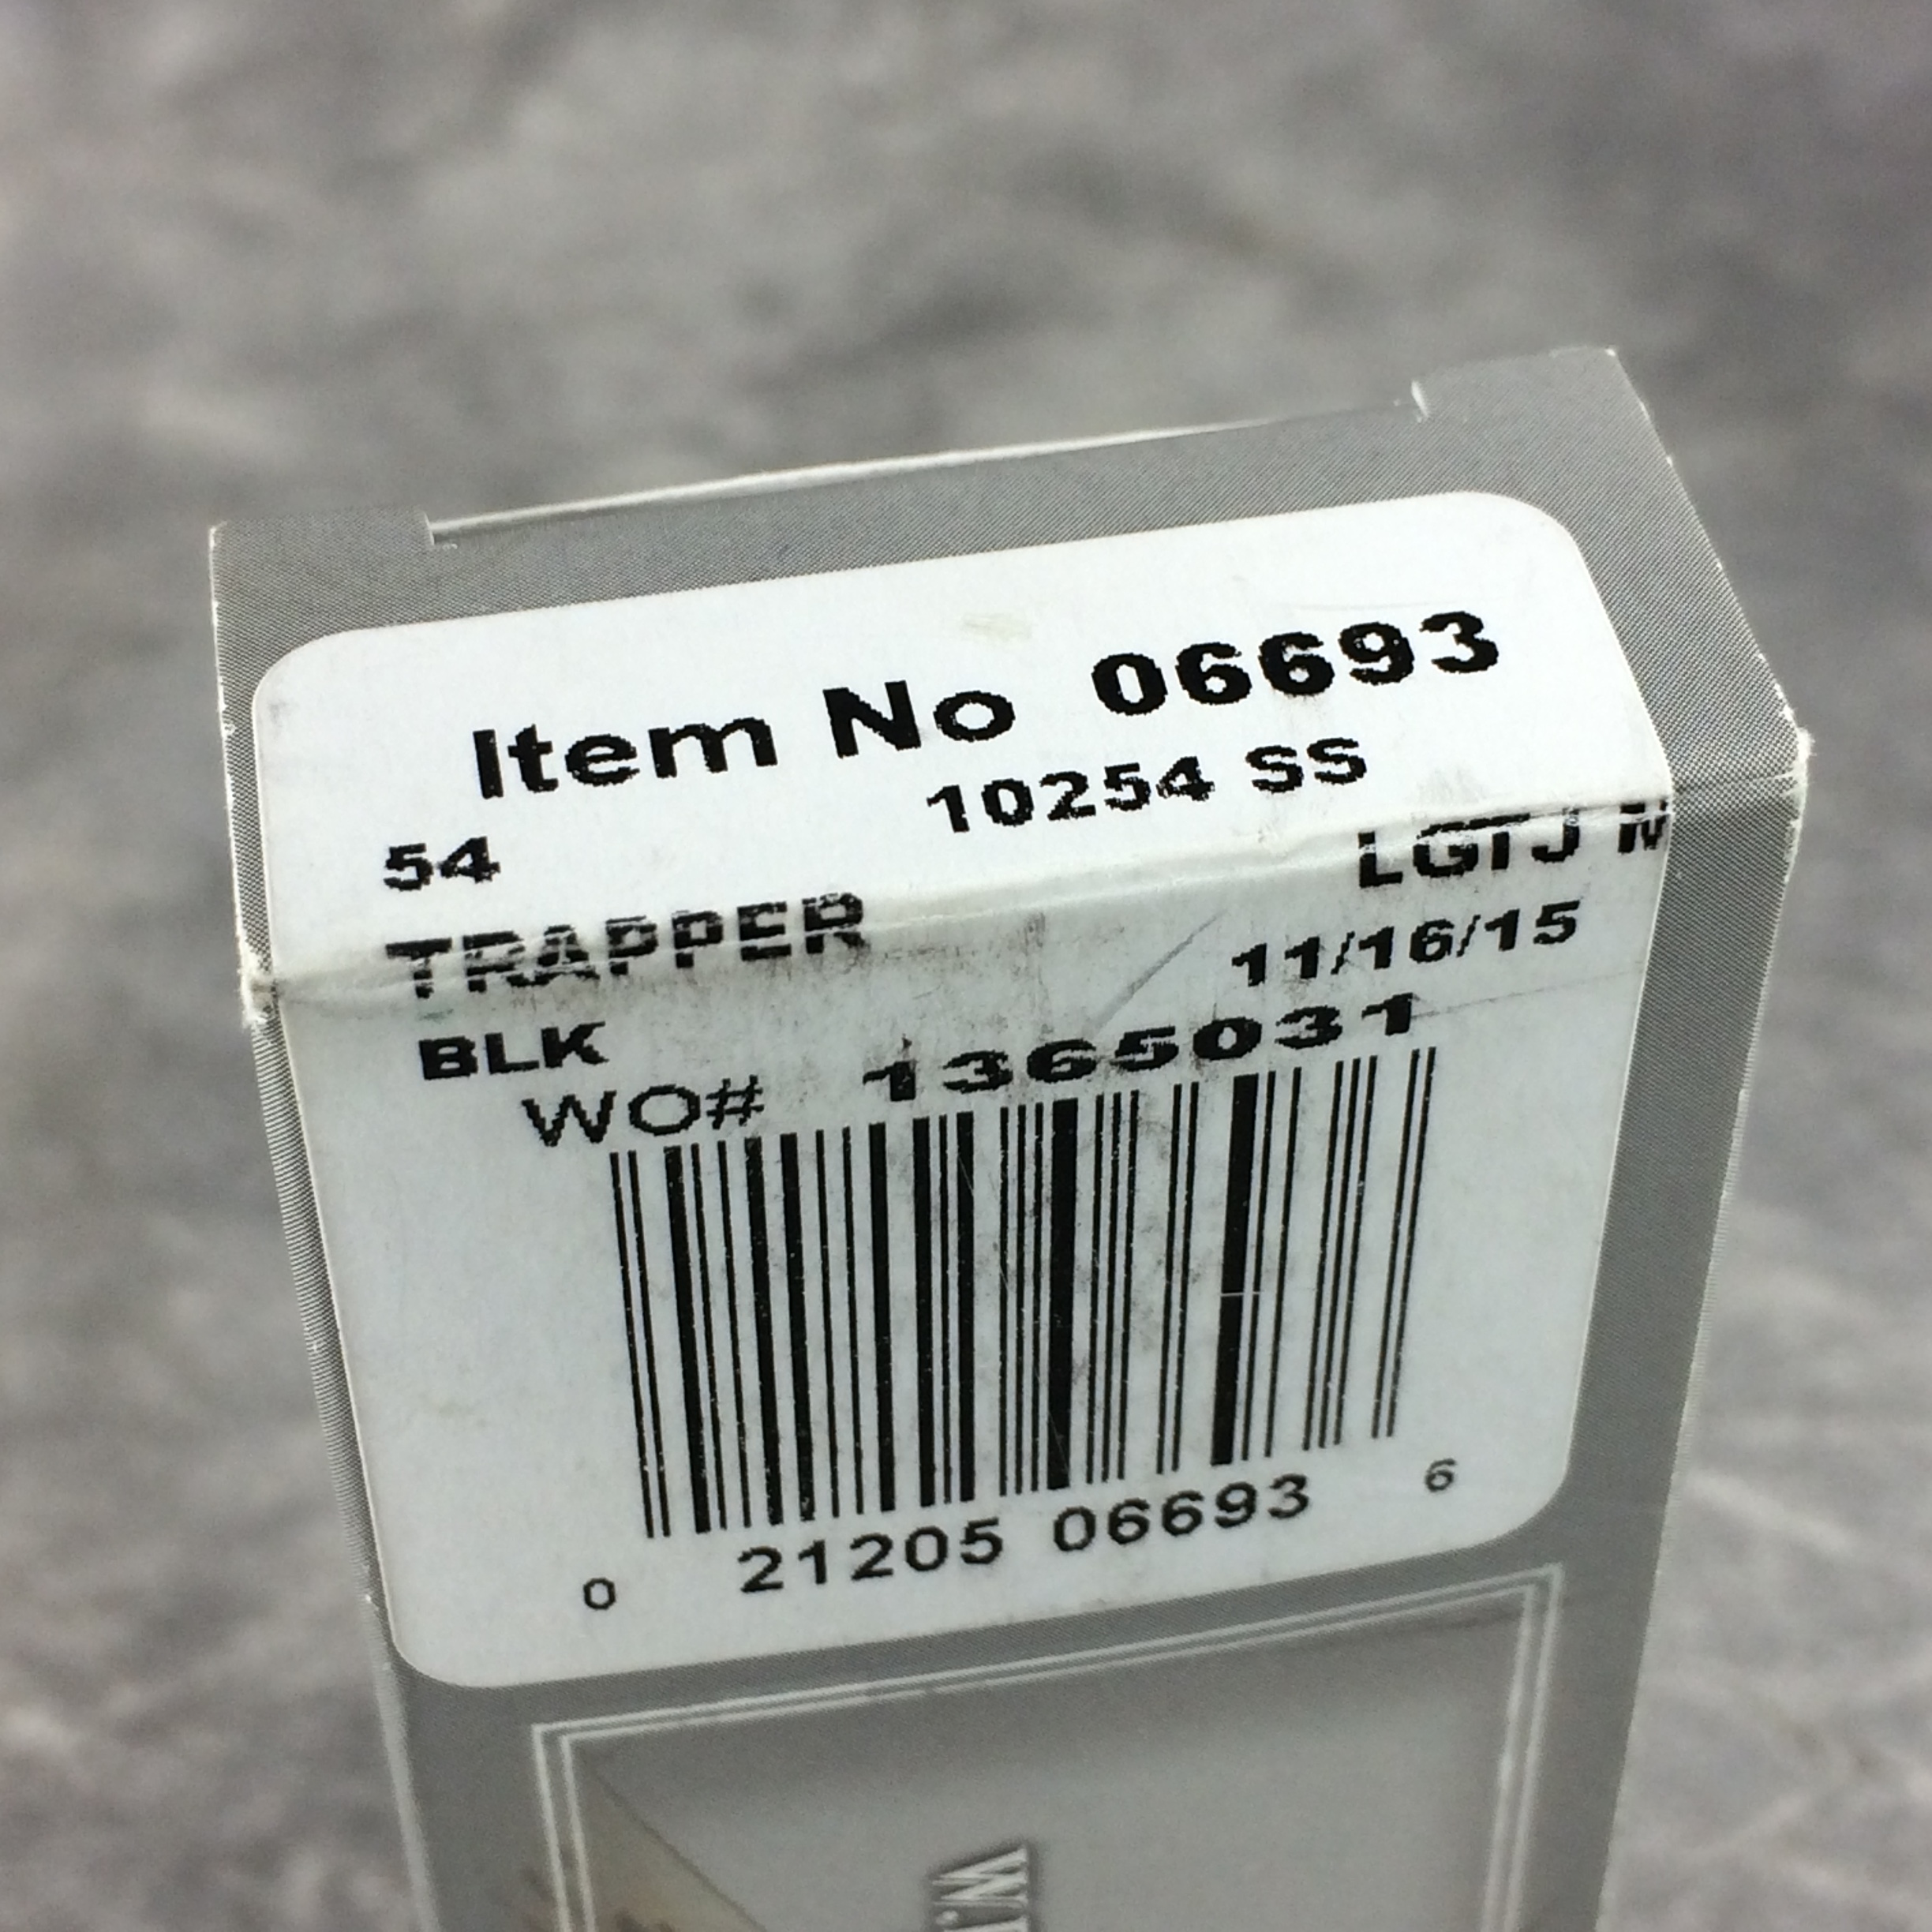 Item No 06693
54 10254 SS
TRAPPER LGTJ
BLK 11/16/15
WO# 1365031
0 21205 06693 6
W.